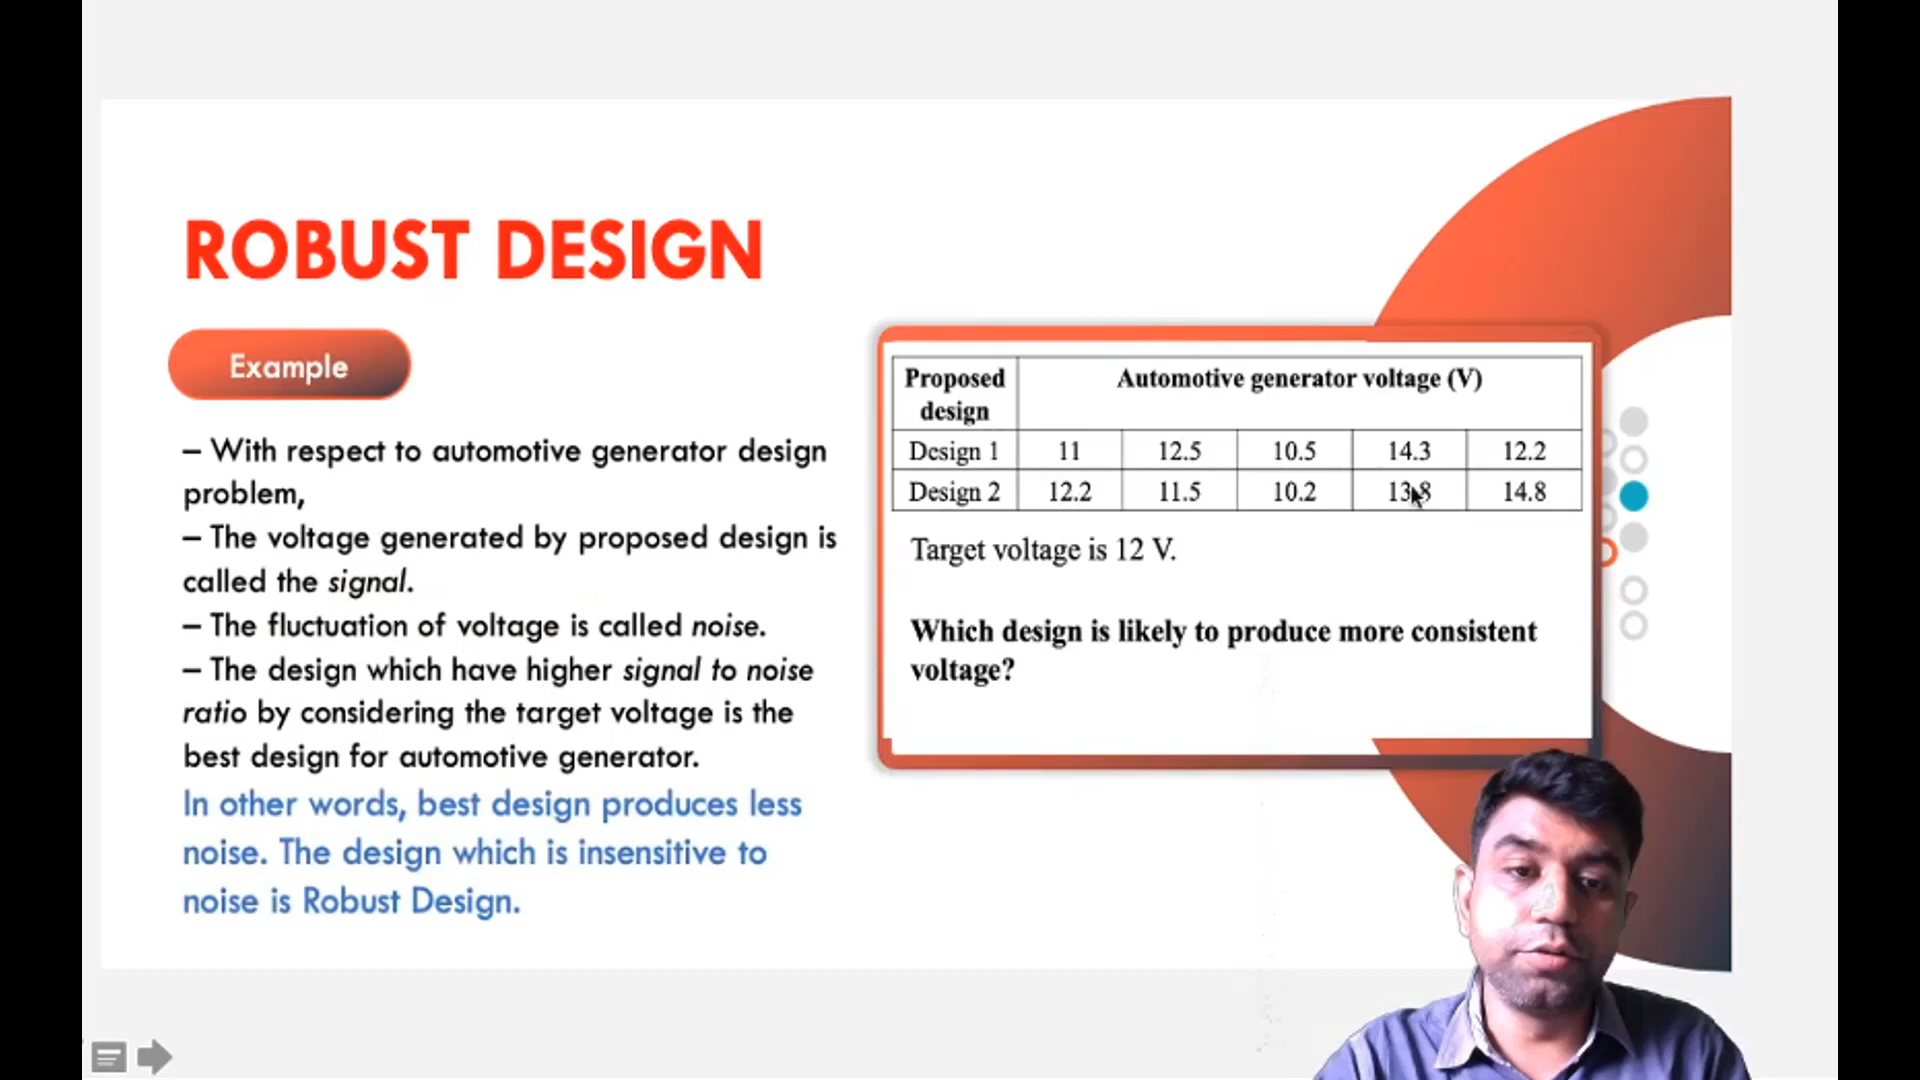 ROBUST DESIGN
Example
– With respect to automotive generator design
problem,
– The voltage generated by proposed design is
called the signal.
– The fluctuation of voltage is called noise.
– The design which have higher signal to noise
ratio by considering the target voltage is the
best design for automotive generator.
In other words, best design produces less
noise. The design which is insensitive to
noise is Robust Design.
Proposed design Automotive generator voltage (V)
Design 1 11 12.5 10.5 14.3 12.2
Design 2 12.2 11.5 10.2 13.8 14.8
Target voltage is 12 V.
Which design is likely to produce more consistent
voltage?